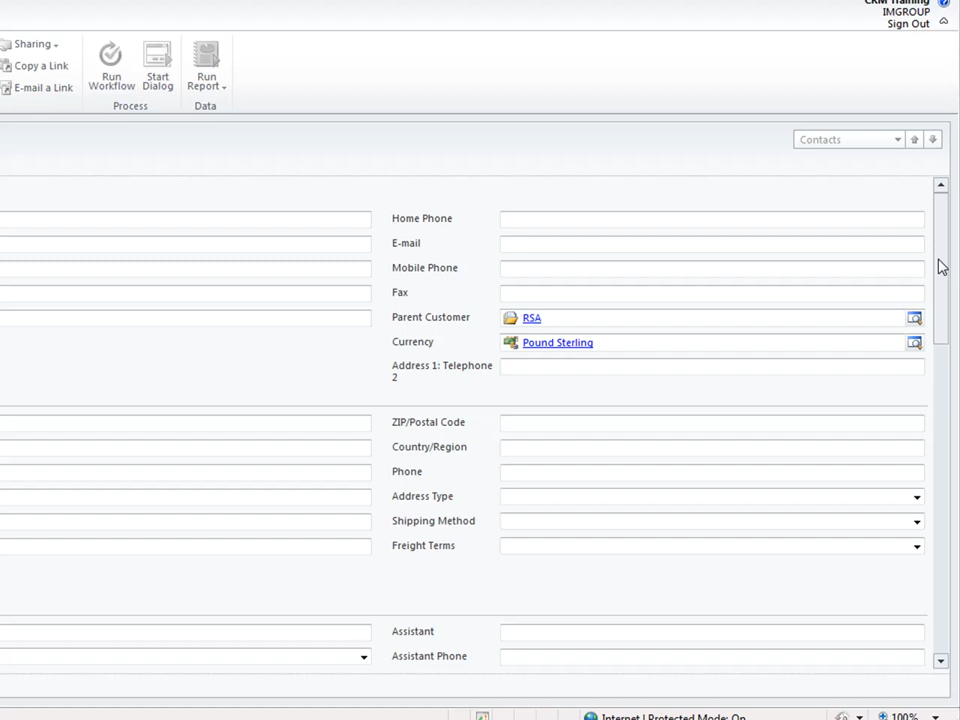 CRM Training
IMGROUP
Sign Out
Sharing
Copy a Link
E-mail a Link
Run Workflow
Start Dialog
Run Report
Process
Data
Contacts
Home Phone
E-mail
Mobile Phone
Fax
Parent Customer
RSA
Currency
Pound Sterling
Address 1: Telephone
2
ZIP/Postal Code
Country/Region
Phone
Address Type
Shipping Method
Freight Terms
Assistant
Assistant Phone
Internet | Protected Mode: On
100%